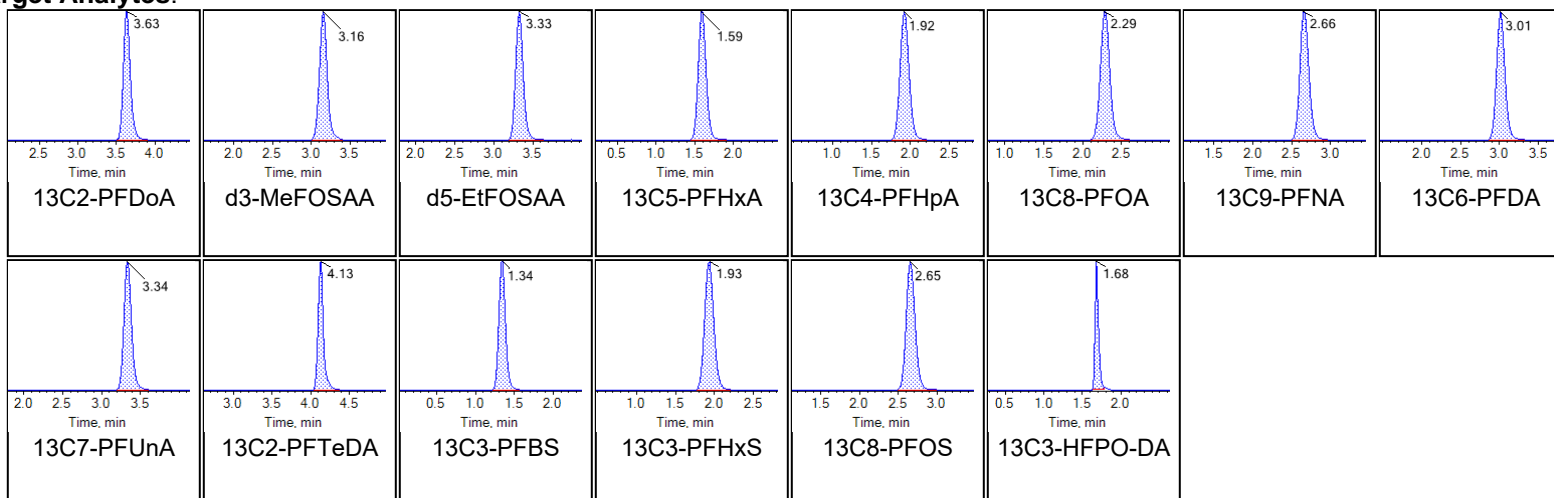 rget Analytes:
3.63 3.16 3.33 1.59 1.92 2.29 2.66 3.01
2.5 3.0 3.5 4.0 2.0 2.5 3.0 3.5 2.0 2.5 3.0 3.5 0.5 1.0 1.5 2.0 1.0 1.5 2.0 2.5 1.0 1.5 2.0 2.5 1.5 2.0 2.5 3.0 2.0 2.5 3.0 3.5
Time, min Time, min Time, min Time, min Time, min Time, min Time, min Time, min
13C2-PFDoA d3-MeFOSAA d5-EtFOSAA 13C5-PFHxA 13C4-PFHpA 13C8-PFOA 13C9-PFNA 13C6-PFDA
3.34 4.13 1.34 1.93 2.65 1.68
2.0 2.5 3.0 3.5 3.0 3.5 4.0 4.5 0.5 1.0 1.5 2.0 1.0 1.5 2.0 2.5 1.5 2.0 2.5 3.0 0.5 1.0 1.5 2.0
Time, min Time, min Time, min Time, min Time, min Time, min
13C7-PFUnA 13C2-PFTeDA 13C3-PFBS 13C3-PFHxS 13C8-PFOS 13C3-HFPO-DA